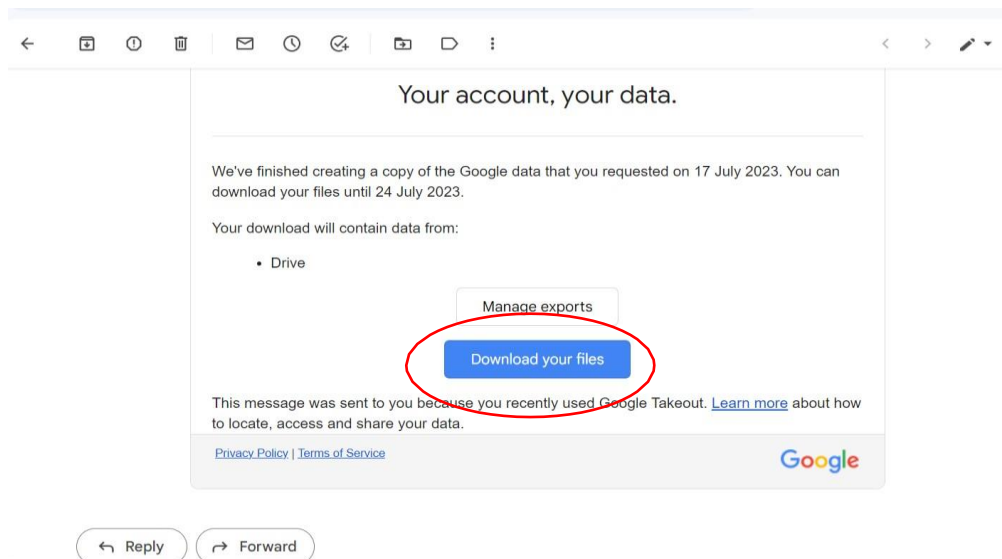 Your account, your data.
We've finished creating a copy of the Google data that you requested on 17 July 2023. You can
download your files until 24 July 2023.
Your download will contain data from:
• Drive
Manage exports
Download your files
This message was sent to you because you recently used Google Takeout. Learn more about how
to locate, access and share your data.
Privacy Policy | Terms of Service
Google
Reply
Forward